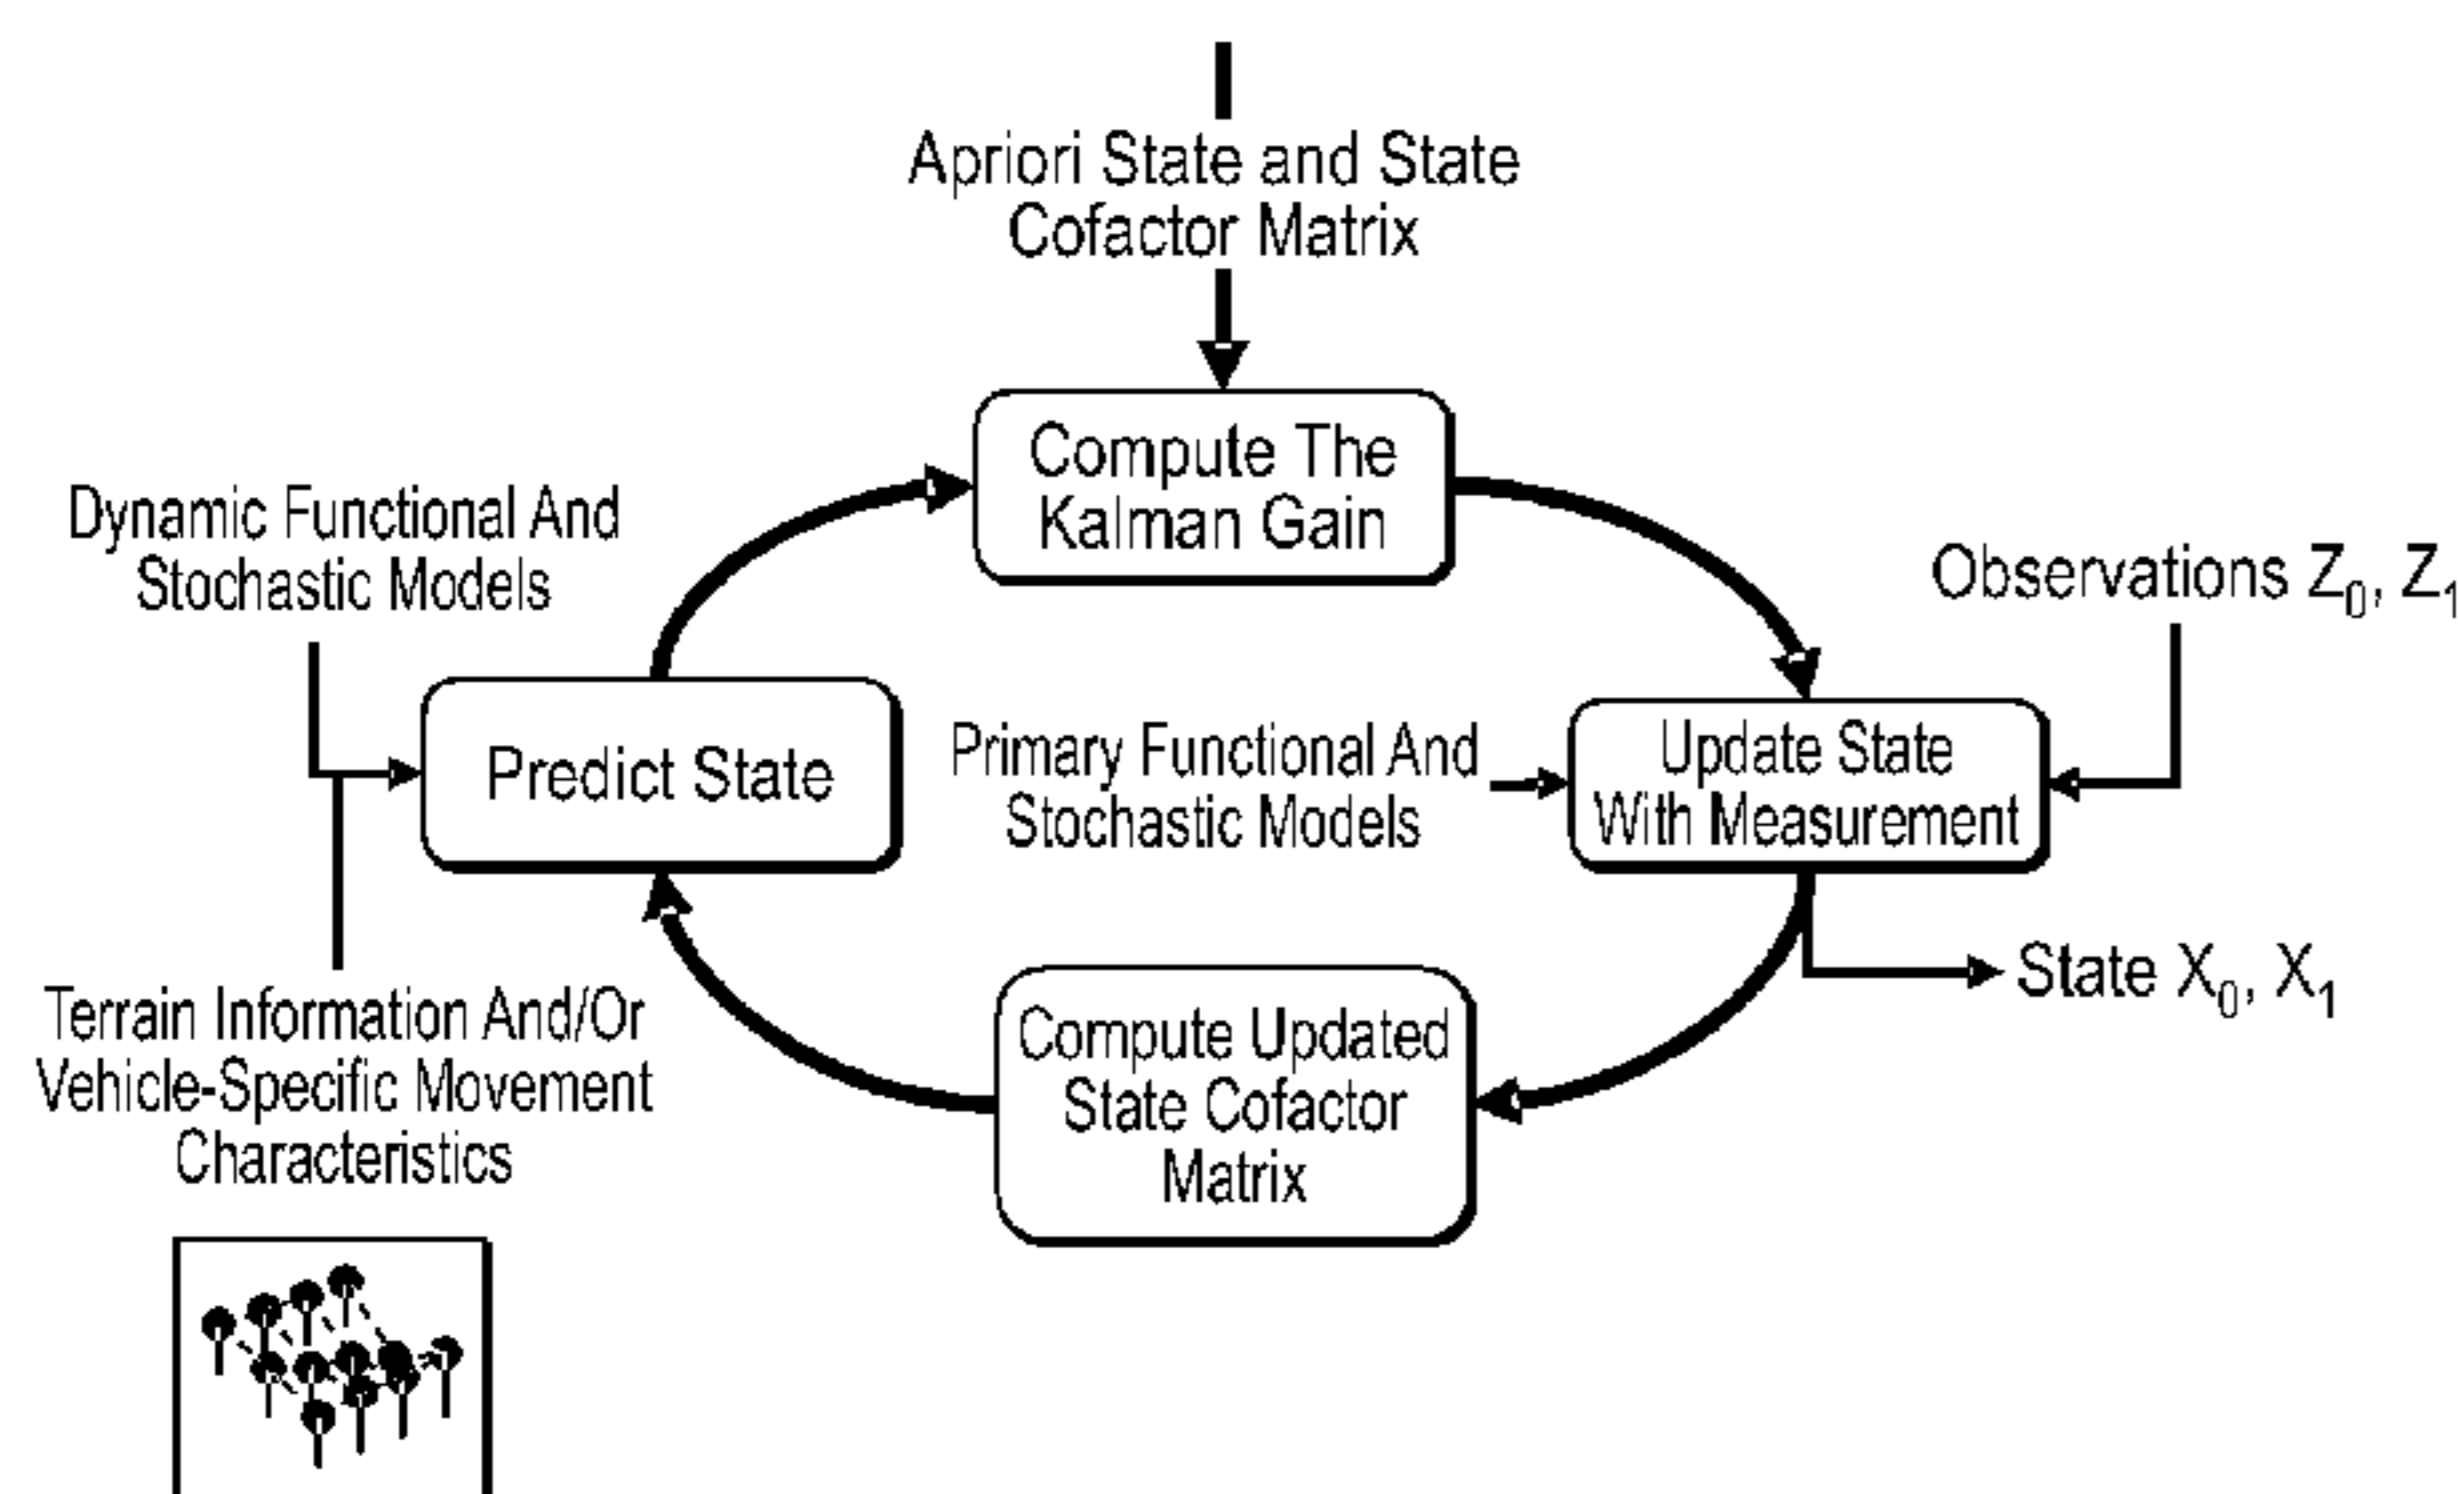 Apriori State and State
Cofactor Matrix
Compute The
Kalman Gain
Dynamic Functional And
Stochastic Models
Observations Z₀, Z₁
Predict State
Primary Functional And
Stochastic Models
Update State
With Measurement
State X₀, X₁
Terrain Information And/Or
Vehicle-Specific Movement
Characteristics
Compute Updated
State Cofactor
Matrix